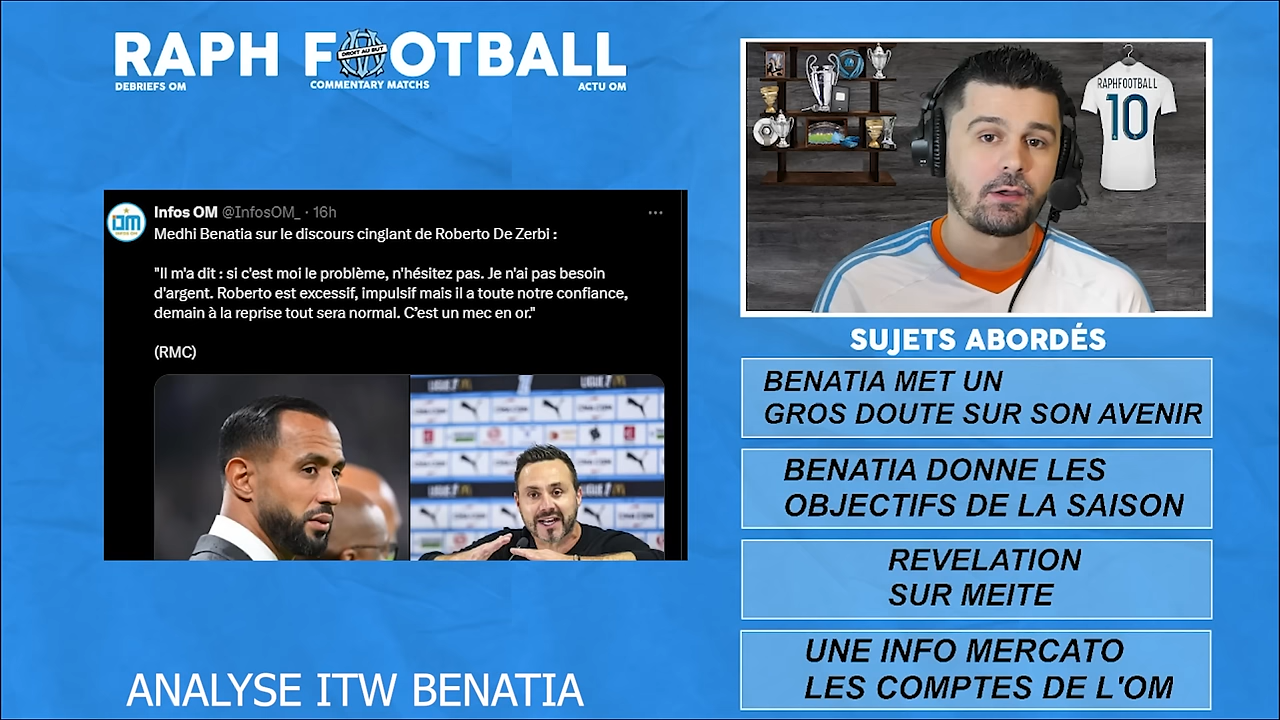 RAPH FOOTBALL
DROIT AU BUT
DEBRIEFS OM
COMMENTARY MATCHS
ACTU OM
RAPHFOOTBALL
10
Infos OM @InfosOM_ · 16h
Medhi Benatia sur le discours cinglant de Roberto De Zerbi :
"Il m'a dit : si c'est moi le problème, n'hésitez pas. Je n'ai pas besoin
d'argent. Roberto est excessif, impulsif mais il a toute notre confiance,
demain à la reprise tout sera normal. C'est un mec en or."
(RMC)
SUJETS ABORDÉS
BENATIA MET UN
GROS DOUTE SUR SON AVENIR
BENATIA DONNE LES
OBJECTIFS DE LA SAISON
REVELATION
SUR MEITE
UNE INFO MERCATO
LES COMPTES DE L'OM
ANALYSE ITW BENATIA